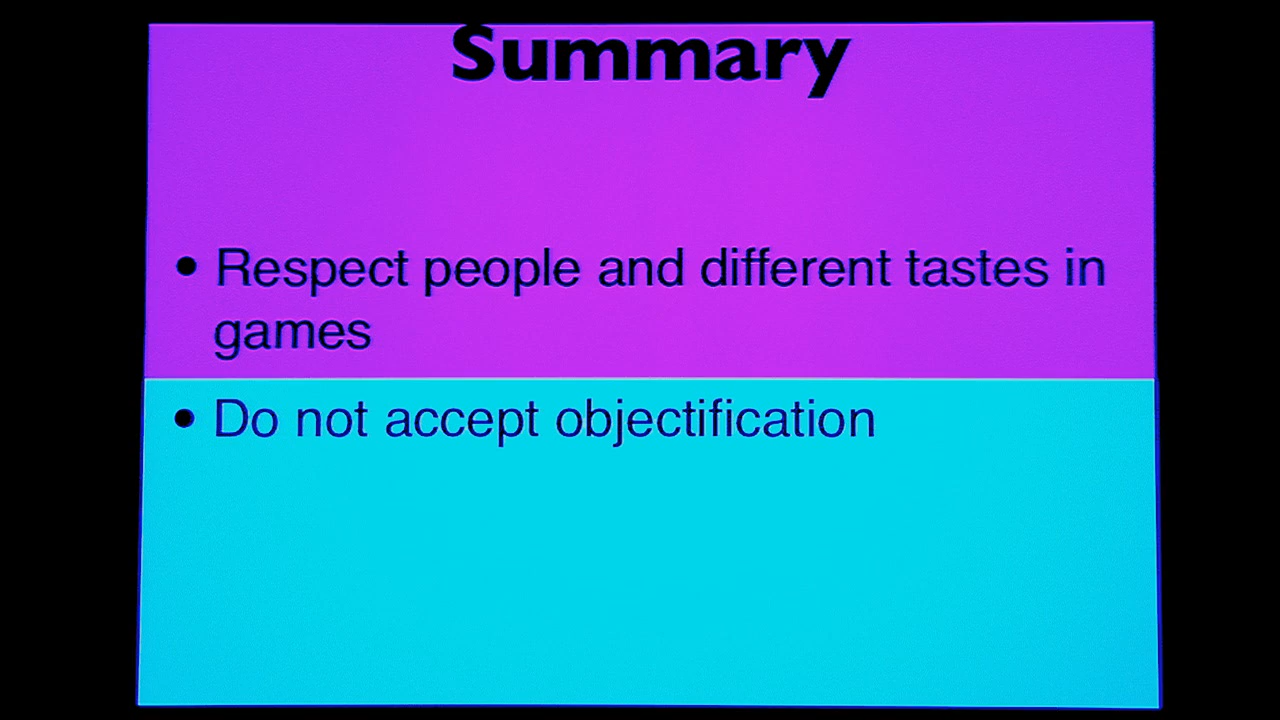 Summary
• Respect people and different tastes in
games
• Do not accept objectification